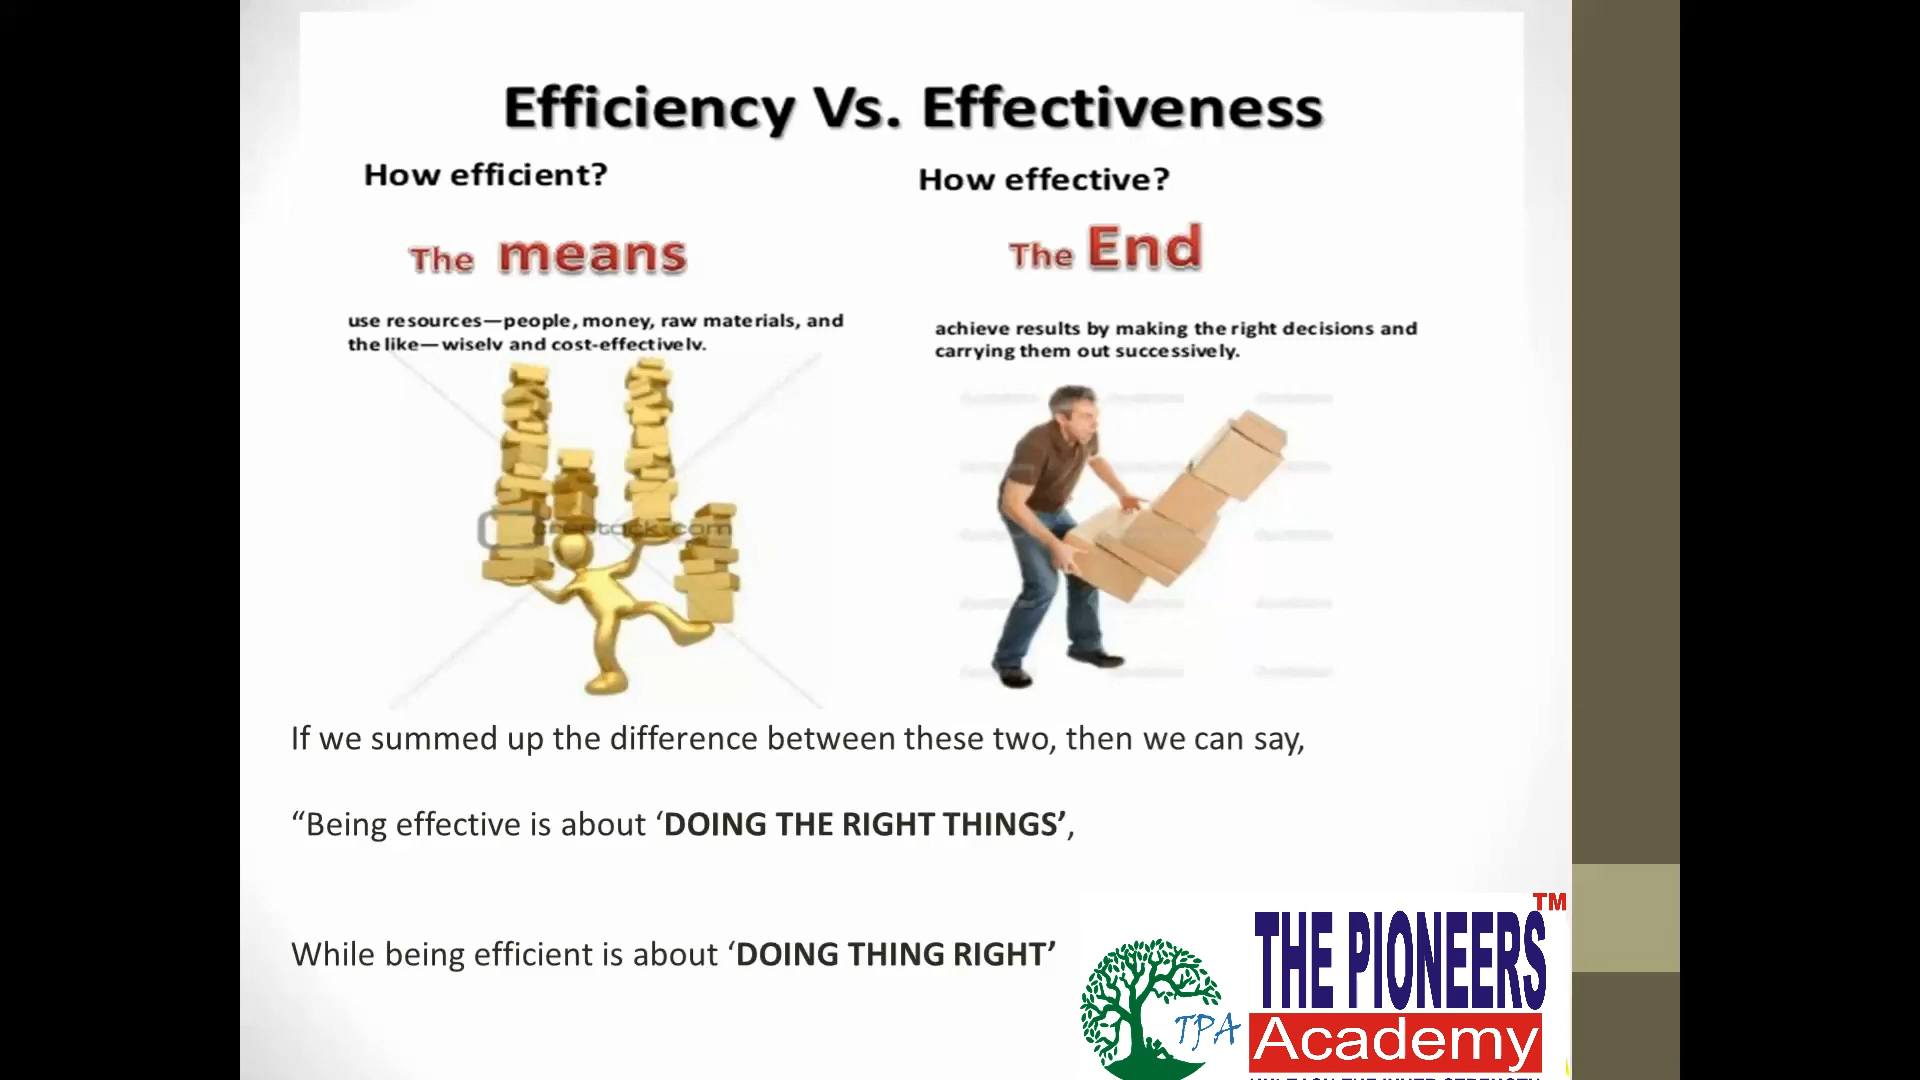 Efficiency Vs. Effectiveness
How efficient?
The means
use resources—people, money, raw materials, and
the like—wisely and cost-effectively.
How effective?
The End
achieve results by making the right decisions and
carrying them out successively.
If we summed up the difference between these two, then we can say,
“Being effective is about ‘DOING THE RIGHT THINGS’,
While being efficient is about ‘DOING THING RIGHT’
TPA
THE PIONEERS
TM
Academy